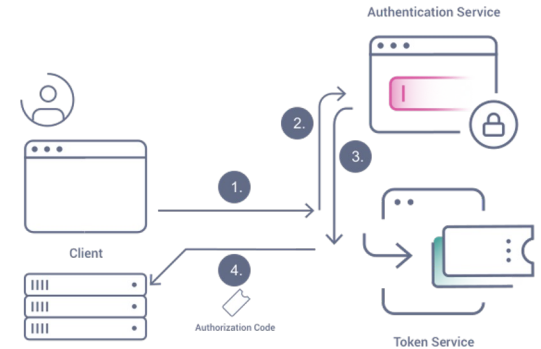 Authentication Service
2.
3.
1.
Client
4.
Authorization Code
Token Service